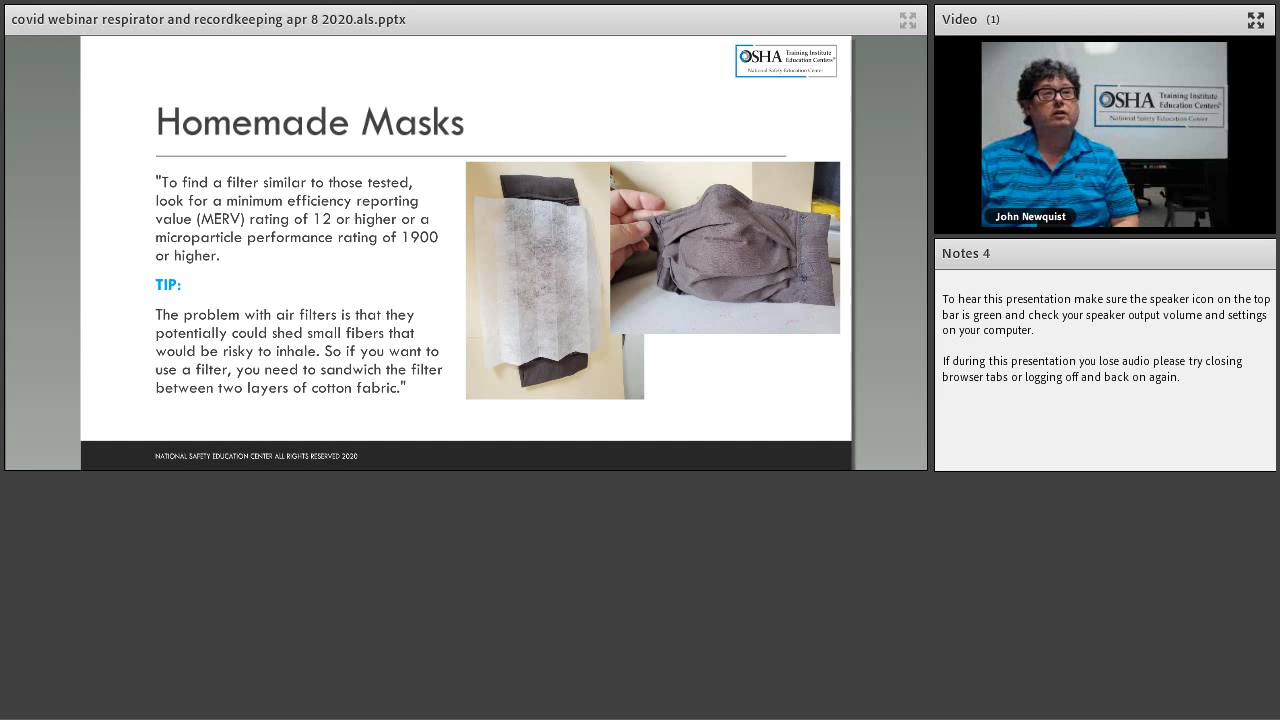 covid webinar respirator and recordkeeping apr 8 2020.als.pptx
OSHA Training Institute
Education Centers®
National Safety Education Center
Homemade Masks
"To find a filter similar to those tested,
look for a minimum efficiency reporting
value (MERV) rating of 12 or higher or a
microparticle performance rating of 1900
or higher.
TIP:
The problem with air filters is that they
potentially could shed small fibers that
would be risky to inhale. So if you want to
use a filter, you need to sandwich the filter
between two layers of cotton fabric."
NATIONAL SAFETY EDUCATION CENTER ALL RIGHTS RESERVED 2020
Video (1)
OSHA Training Institute
Education Centers
National Safety Education Center
John Newquist
Notes 4
To hear this presentation make sure the speaker icon on the top
bar is green and check your speaker output volume and settings
on your computer.
If during this presentation you lose audio please try closing
browser tabs or logging off and back on again.